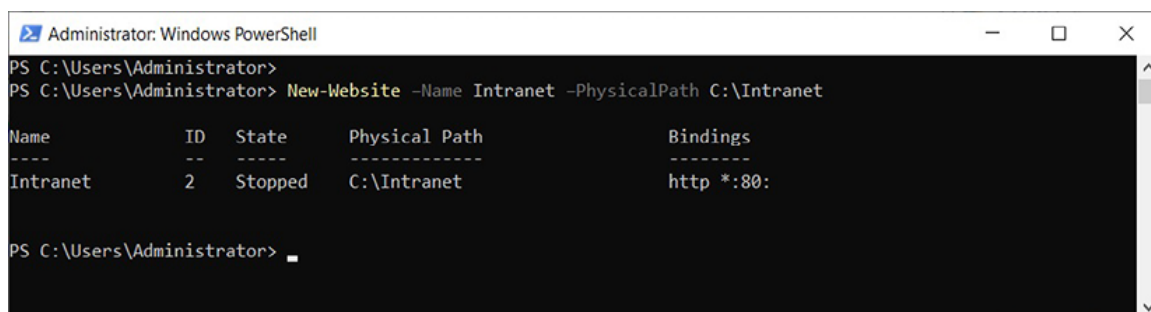 Administrator: Windows PowerShell
PS C:\Users\Administrator>
PS C:\Users\Administrator> New-Website –Name Intranet –PhysicalPath C:\Intranet
Name ID State Physical Path Bindings
---- -- ----- ------------- --------
Intranet 2 Stopped C:\Intranet http *:80:
PS C:\Users\Administrator>